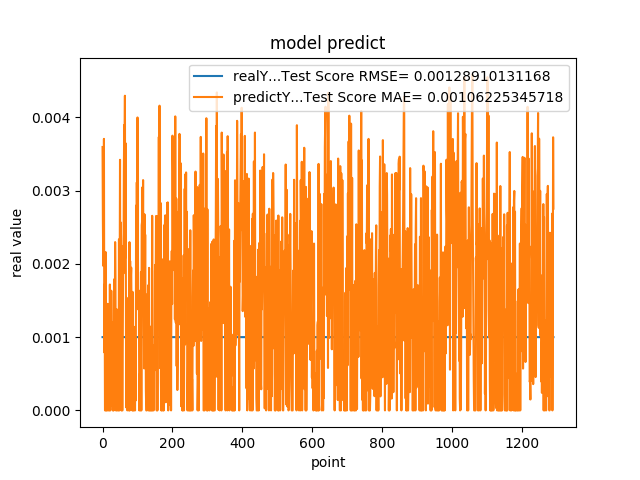 model predict
realY...Test Score RMSE= 0.00128910131168
predictY...Test Score MAE= 0.00106225345718
real value
0.004
0.003
0.002
0.001
0.000
0 200 400 600 800 1000 1200
point